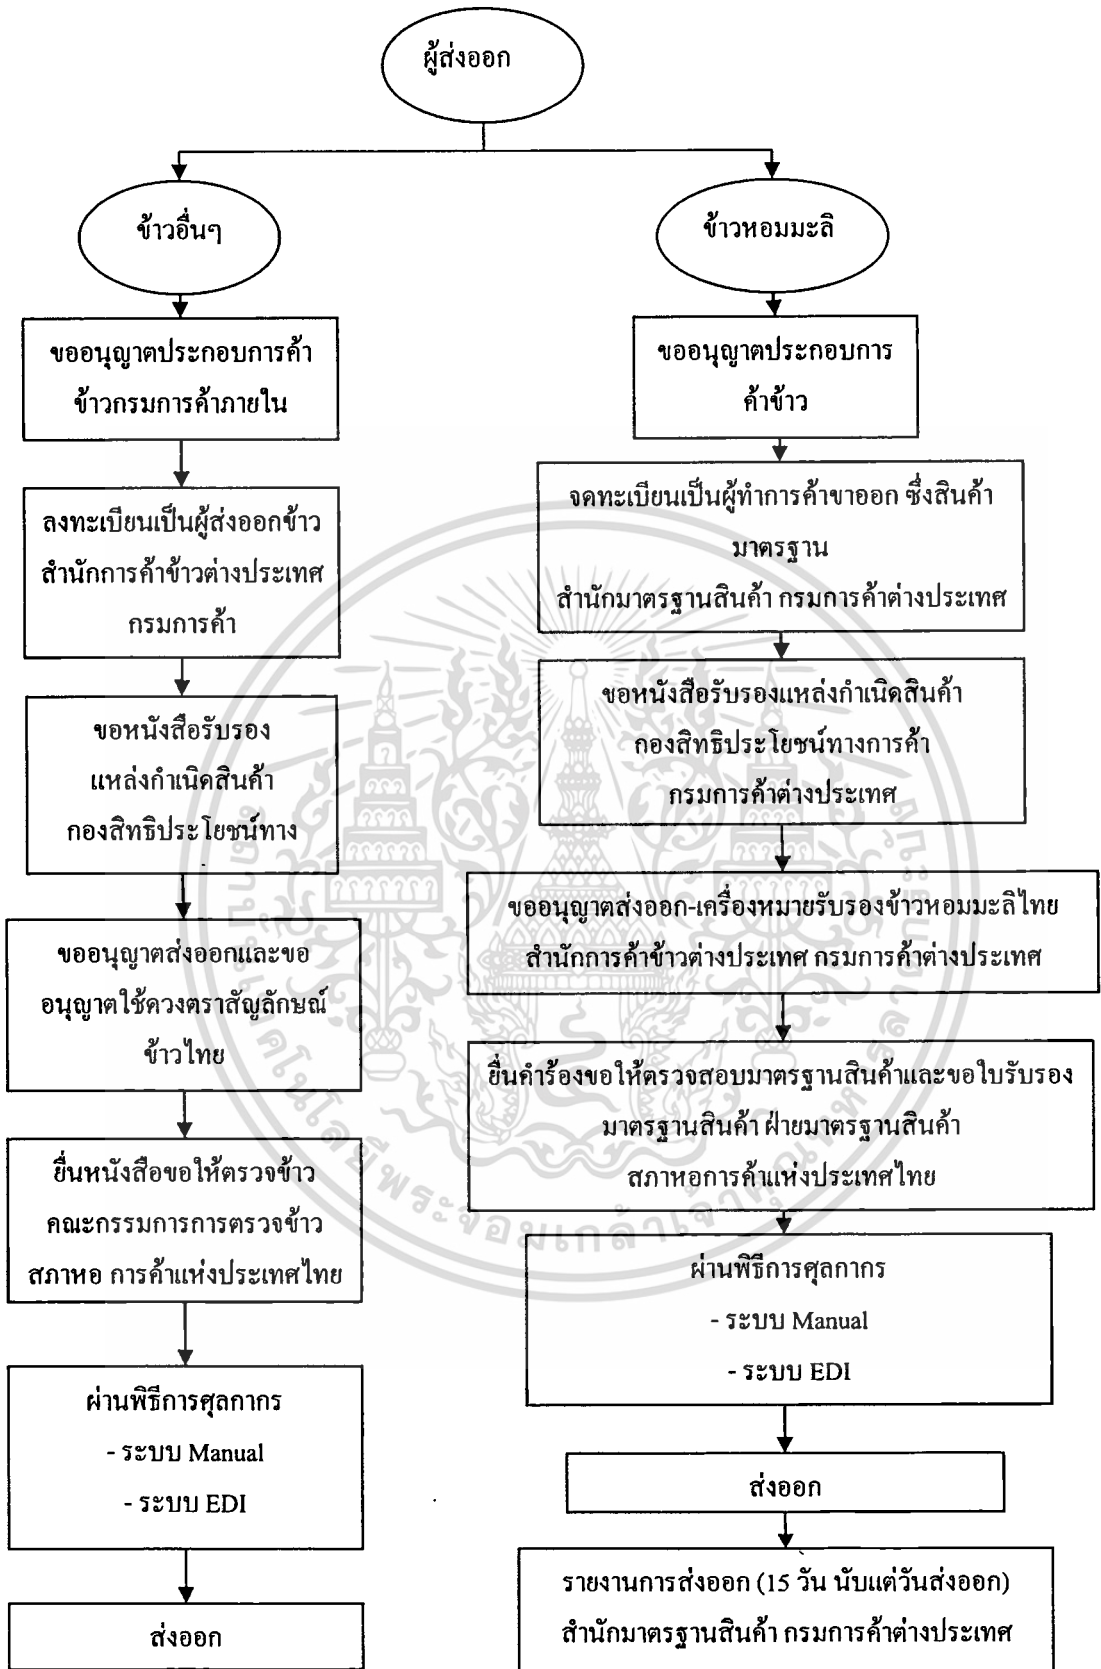 ผู้ส่งออก
ข้าวอื่นๆ
ขออนุญาตประกอบการค้า
ข้าวกรมการค้าภายใน
ลงทะเบียนเป็นผู้ส่งออกข้าว
สำนักการค้าข้าวต่างประเทศ
กรมการค้า
ขอหนังสือรับรอง
แหล่งกำเนิดสินค้า
กองสิทธิประโยชน์ทาง
ขออนุญาตส่งออกและขอ
อนุญาตใช้ดวงตราสัญลักษณ์
ข้าวไทย
ยื่นหนังสือขอให้ตรวจข้าว
คณะกรรมการการตรวจข้าว
สภาหอ การค้าแห่งประเทศไทย
ผ่านพิธีการศุลกากร
- ระบบ Manual
- ระบบ EDI
ส่งออก
ข้าวหอมมะลิ
ขออนุญาตประกอบการ
ค้าข้าว
จดทะเบียนเป็นผู้ทำการค้าขาออก ซึ่งสินค้า
มาตรฐาน
สำนักมาตรฐานสินค้า กรมการค้าต่างประเทศ
ขอหนังสือรับรองแหล่งกำเนิดสินค้า
กองสิทธิประโยชน์ทางการค้า
กรมการค้าต่างประเทศ
ขออนุญาตส่งออก-เครื่องหมายรับรองข้าวหอมมะลิไทย
สำนักการค้าข้าวต่างประเทศ กรมการค้าต่างประเทศ
ยื่นคำร้องขอให้ตรวจสอบมาตรฐานสินค้าและขอใบรับรอง
มาตรฐานสินค้า ฝ่ายมาตรฐานสินค้า
สภาหอการค้าแห่งประเทศไทย
ผ่านพิธีการศุลกากร
- ระบบ Manual
- ระบบ EDI
ส่งออก
รายงานการส่งออก (15 วัน นับแต่วันส่งออก)
สำนักมาตรฐานสินค้า กรมการค้าต่างประเทศ